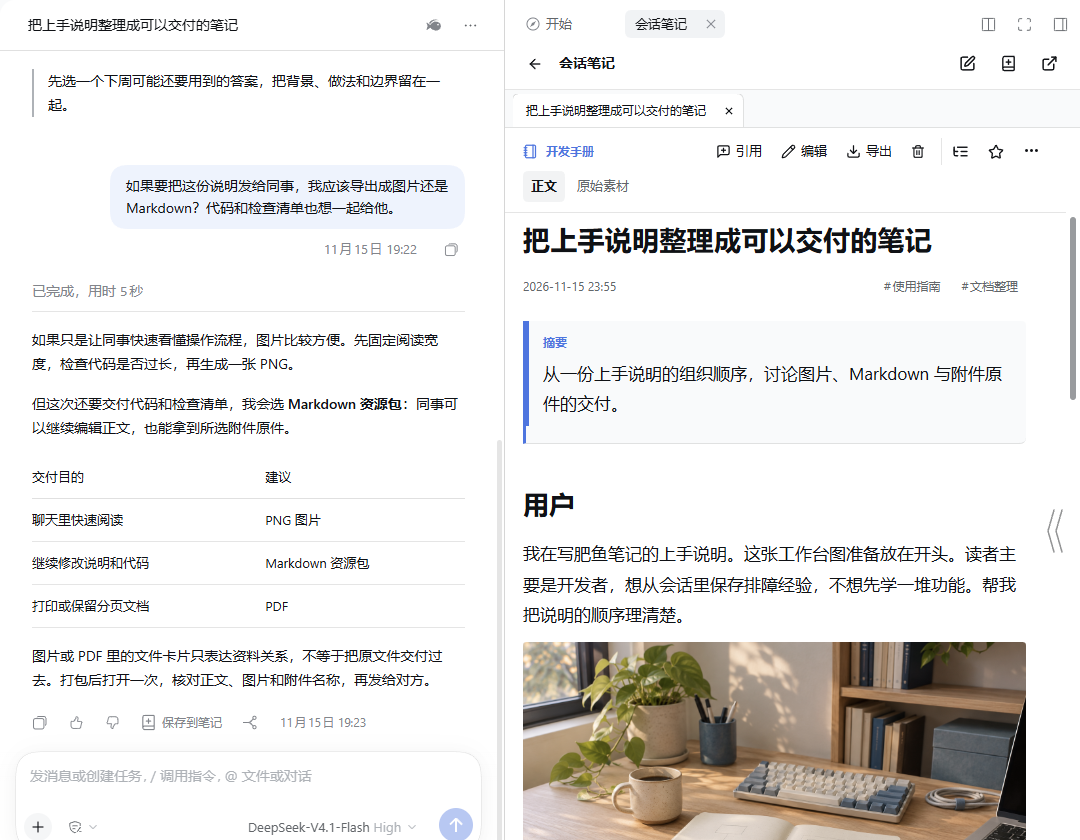 把上手说明整理成可以交付的笔记
先选一个下周可能还要用到的答案，把背景、做法和边界留在一
起。
如果要把这份说明发给同事，我应该导出成图片还是
Markdown？代码和检查清单也想一起给他。
11月15日 19:22
已完成，用时 5 秒
如果只是让同事快速看懂操作流程，图片比较方便。先固定阅读宽
度，检查代码是否过长，再生成一张 PNG。
但这次还要交付代码和检查清单，我会选 Markdown 资源包：同事可
以继续编辑正文，也能拿到所选附件原件。
交付目的 建议
聊天里快速阅读 PNG 图片
继续修改说明和代码 Markdown 资源包
打印或保留分页文档 PDF
图片或 PDF 里的文件卡片只表达资料关系，不等于把原文件交付过
去。打包后打开一次，核对正文、图片和附件名称，再发给对方。
保存到笔记 11月15日 19:23
发消息或创建任务, / 调用指令, @ 文件或对话
DeepSeek-V4.1-Flash High
开始 会话笔记
会话笔记
把上手说明整理成可以交付的笔记
开发手册 引用 编辑 导出
正文 原始素材
把上手说明整理成可以交付的笔记
2026-11-15 23:55 #使用指南 #文档整理
摘要
从一份上手说明的组织顺序，讨论图片、Markdown 与附件原
件的交付。
用户
我在写肥鱼笔记的上手说明。这张工作台图准备放在开头。读者主
要是开发者，想从会话里保存排障经验，不想先学一堆功能。帮我
把说明的顺序理清楚。